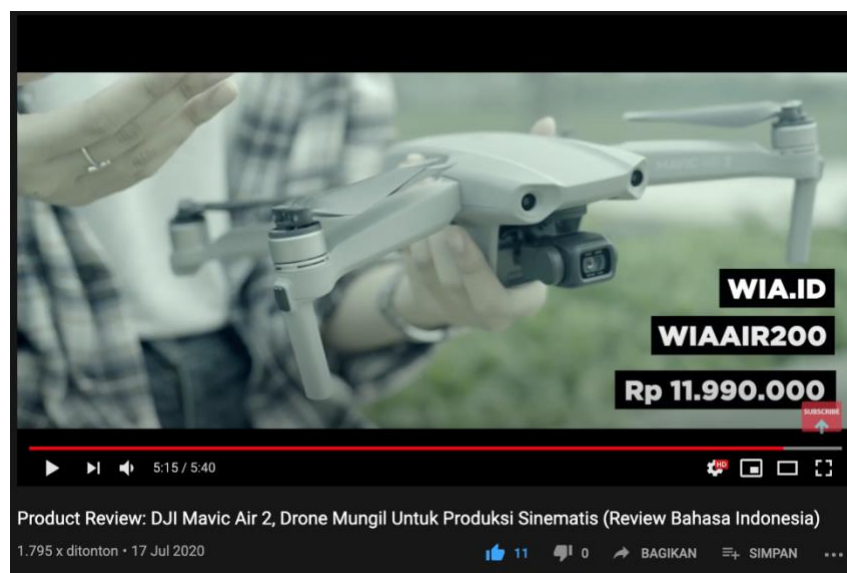 WIA.ID
WIAAIR200
Rp 11.990.000
SUBSCRIBE
5:15 / 5:40
HD
Product Review: DJI Mavic Air 2, Drone Mungil Untuk Produksi Sinematis (Review Bahasa Indonesia)
1.795 x ditonton • 17 Jul 2020
11 0 BAGIKAN SIMPAN